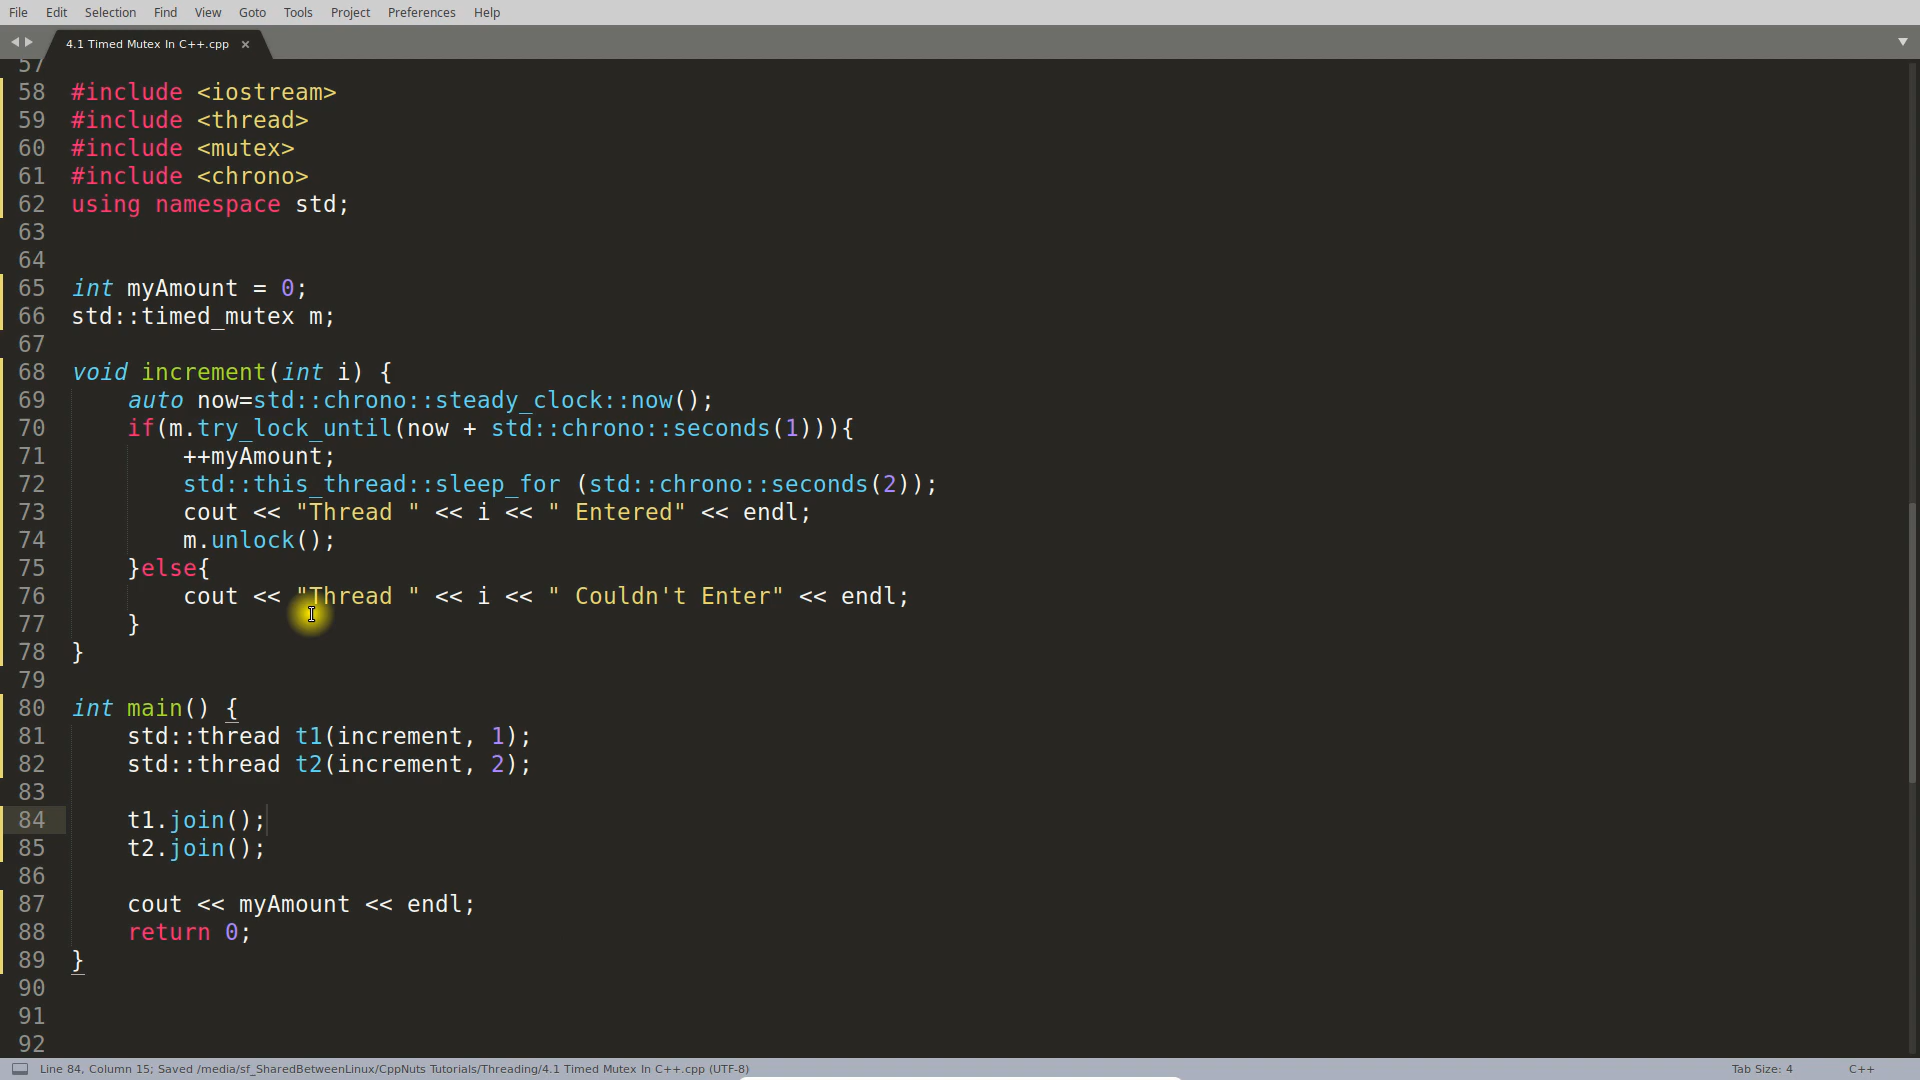 File Edit Selection Find View Goto Tools Project Preferences Help
4.1 Timed Mutex In C++.cpp ×
57
58 #include <iostream>
59 #include <thread>
60 #include <mutex>
61 #include <chrono>
62 using namespace std;
63
64
65 int myAmount = 0;
66 std::timed_mutex m;
67
68 void increment(int i) {
69     auto now=std::chrono::steady_clock::now();
70     if(m.try_lock_until(now + std::chrono::seconds(1))){
71         ++myAmount;
72         std::this_thread::sleep_for (std::chrono::seconds(2));
73         cout << "Thread " << i << " Entered" << endl;
74         m.unlock();
75     }else{
76         cout << "Thread " << i << " Couldn't Enter" << endl;
77     }
78 }
79
80 int main() {
81     std::thread t1(increment, 1);
82     std::thread t2(increment, 2);
83
84     t1.join();
85     t2.join();
86
87     cout << myAmount << endl;
88     return 0;
89 }
90
91
92
Line 84, Column 15; Saved /media/sf_SharedBetweenLinux/CppNuts Tutorials/Threading/4.1 Timed Mutex In C++.cpp (UTF-8) Tab Size: 4 C++